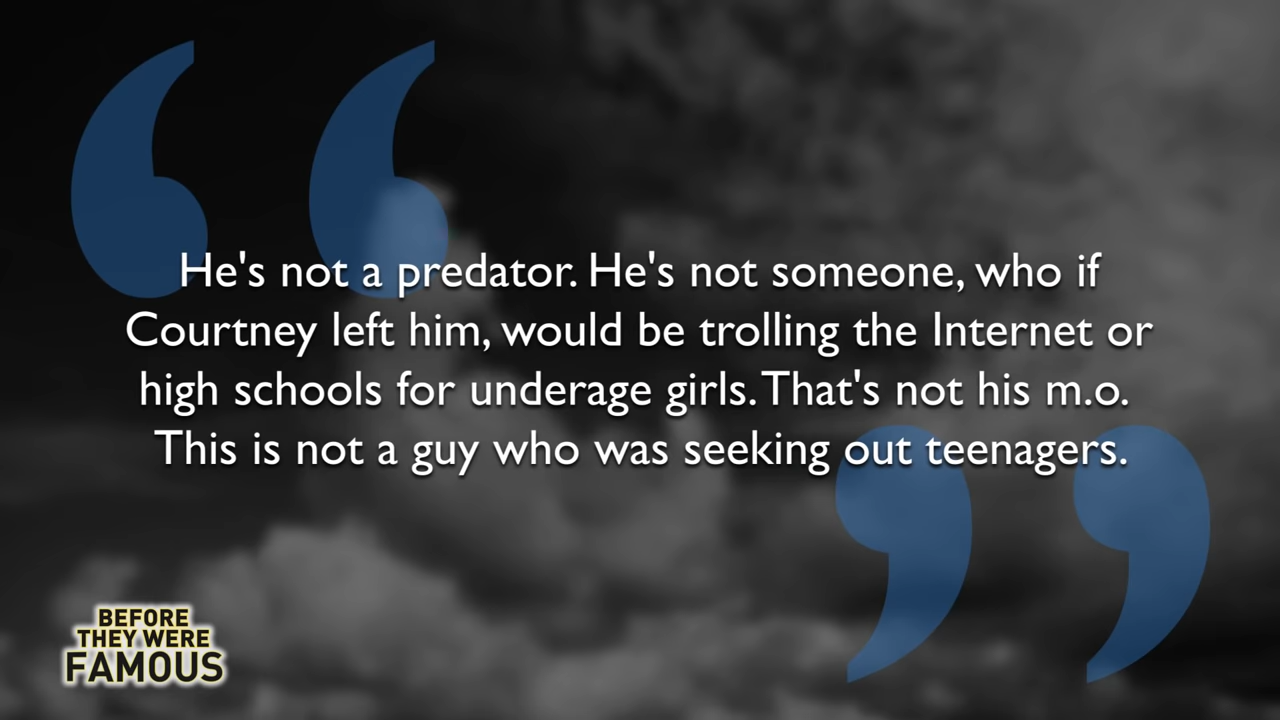 He's not a predator. He's not someone, who if
Courtney left him, would be trolling the Internet or
high schools for underage girls. That's not his m.o.
This is not a guy who was seeking out teenagers.
BEFORE
THEY WERE
FAMOUS